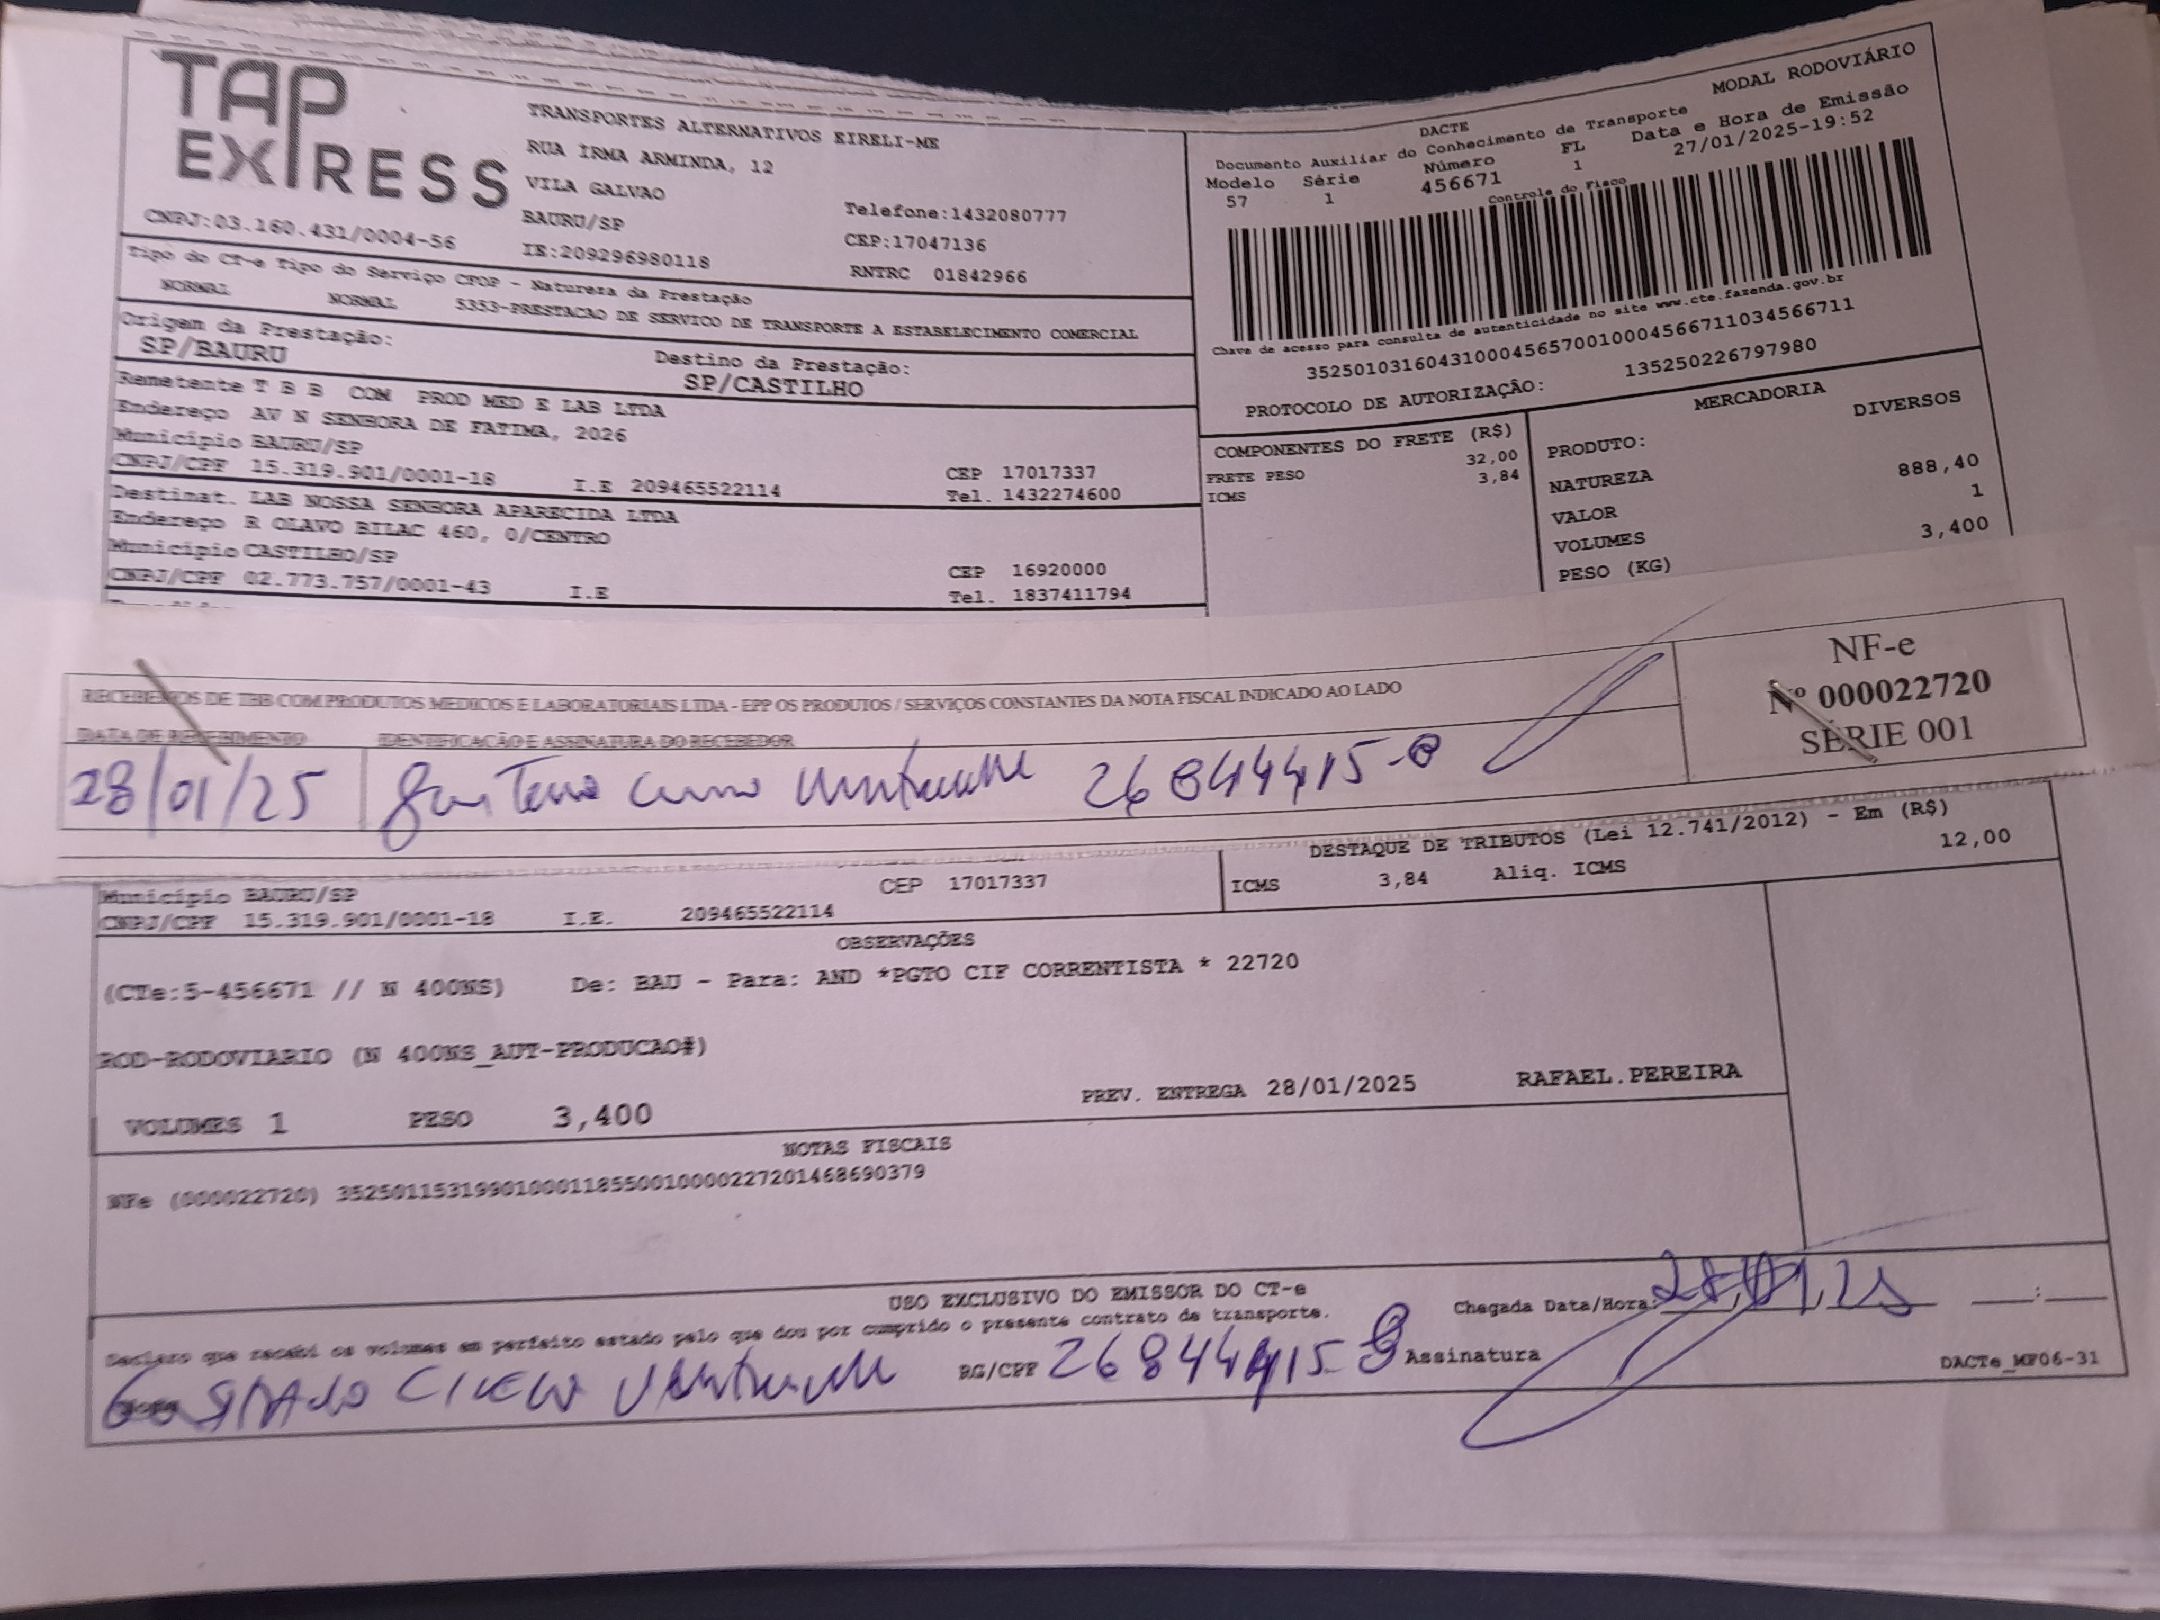 TAP
EXPRESS
CNPJ:03.160.431/0004-56
TRANSPORTES ALTERNATIVOS EIRELI-ME
RUA IRMA ARMINDA, 12
VILA GALVAO
BAURU/SP Telefone:1432080777
CEP:17047136
IE:209296980118 RNTRC 01842966
MODAL RODOVIÁRIO
DACTE
Documento Auxiliar do Conhecimento de Transporte
Data e Hora de Emissão
Modelo Série Número FL
57 1 456671 1 27/01/2025-19:52
Controle do Fisco
Chave de acesso para consulta de autenticidade no site www.cte.fazenda.gov.br
35250103160431000456570010004566711034566711
PROTOCOLO DE AUTORIZAÇÃO: 135250226797980
Tipo do CT-e Tipo do Serviço CFOP - Natureza da Prestação
NORMAL NORMAL 5353-PRESTACAO DE SERVICO DE TRANSPORTE A ESTABELECIMENTO COMERCIAL
Origem da Prestação: Destino da Prestação:
SP/BAURU SP/CASTILHO
Remetente T B B COM PROD MED E LAB LTDA
Endereço AV N SENHORA DE FATIMA, 2026
Município BAURU/SP CEP 17017337
CNPJ/CPF 15.319.901/0001-18 I.E 209465522114 Tel. 1432274600
Destinat. LAB NOSSA SENHORA APARECIDA LTDA
Endereço R OLAVO BILAC 460, 0/CENTRO
Município CASTILHO/SP CEP 16920000
CNPJ/CPF 02.773.757/0001-43 I.E Tel. 1837411794
COMPONENTES DO FRETE (R$)
FRETE PESO 32,00
ICMS 3,84
MERCADORIA
PRODUTO: DIVERSOS
NATUREZA
VALOR 888,40
VOLUMES 1
PESO (KG) 3,400
RECEBEMOS DE TBB COM PRODUTOS MEDICOS E LABORATORIAIS LTDA - EPP OS PRODUTOS / SERVIÇOS CONSTANTES DA NOTA FISCAL INDICADO AO LADO
DATA DE RECEBIMENTO IDENTIFICAÇÃO E ASSINATURA DO RECEBEDOR
28/01/25 26844415-8
NF-e
Nº 000022720
SÉRIE 001
DESTAQUE DE TRIBUTOS (Lei 12.741/2012) - Em (R$)
ICMS 3,84 Aliq. ICMS 12,00
Município BAURU/SP CEP 17017337
CNPJ/CPF 15.319.901/0001-18 I.E. 209465522114
OBSERVAÇÕES
(CTe:5-456671 // N 400NS) De: BAU - Para: AND *PGTO CIF CORRENTISTA * 22720
ROD-RODOVIARIO (N 400NS_AUT-PRODUCAO#)
PREV. ENTREGA 28/01/2025 RAFAEL.PEREIRA
VOLUMES 1 PESO 3,400
NOTAS FISCAIS
NFe (000022720) 35250115319901000118550010000227201468690379
USO EXCLUSIVO DO EMISSOR DO CT-e
Declaro que recebi os volumes em perfeito estado pelo que dou por cumprido o presente contrato de transporte.
Chegada Data/Hora: 28/01/25 :
RG/CPF 26844415-8 Assinatura
DACTe_MF06-31